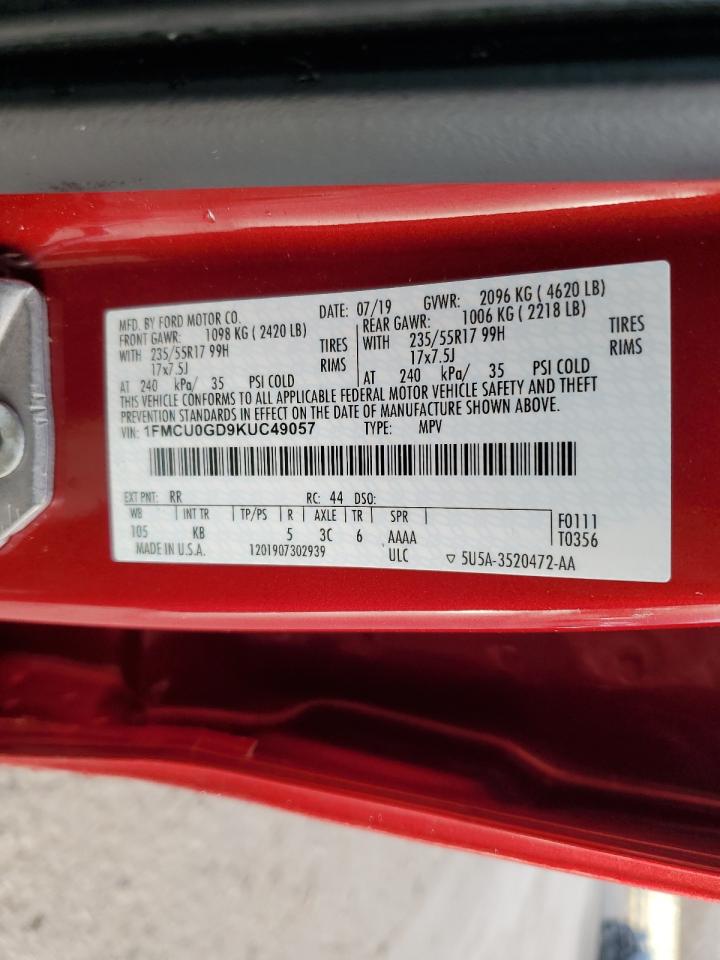 MFD. BY FORD MOTOR CO. DATE: 07/19 GVWR: 2096 KG ( 4620 LB)
FRONT GAWR: 1098 KG ( 2420 LB) REAR GAWR: 1006 KG ( 2218 LB)
WITH 235/55R17 99H TIRES WITH 235/55R17 99H TIRES
17x7.5J RIMS 17x7.5J RIMS
AT 240 kPa/ 35 PSI COLD AT 240 kPa/ 35 PSI COLD
THIS VEHICLE CONFORMS TO ALL APPLICABLE FEDERAL MOTOR VEHICLE SAFETY AND THEFT
PREVENTION STANDARDS IN EFFECT ON THE DATE OF MANUFACTURE SHOWN ABOVE.
VIN: 1FMCU0GD9KUC49057 TYPE: MPV
EXT PNT: RR RC: 44 DSO:
WB INT TR TP/PS R AXLE TR SPR F0111
105 KB 5 3C 6 AAAA T0356
MADE IN U.S.A. 1201907302939 ULC ▽ 5U5A-3520472-AA